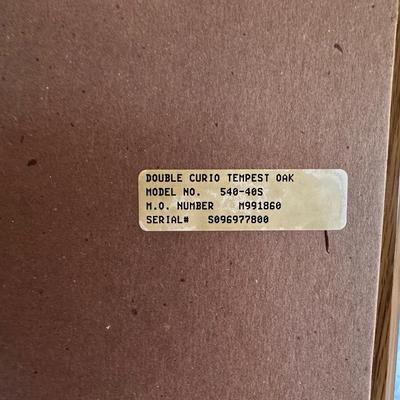 DOUBLE CURIO TEMPEST OAK
MODEL NO. 540-40S
M.O. NUMBER M991860
SERIAL# S096977800